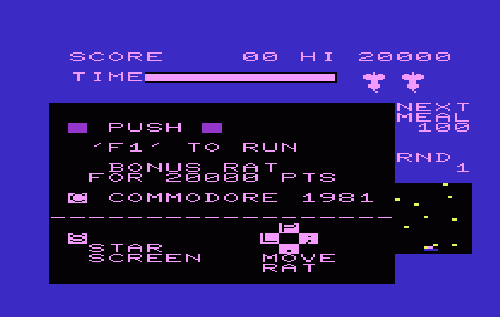 SCORE 00 HI 20000
TIME
NEXT
MEAL
100
RND
1
PUSH
'F1' TO RUN
BONUS RAT
FOR 20000 PTS
C COMMODORE 1981
S
STAR
SCREEN
P
L
MOVE
RAT